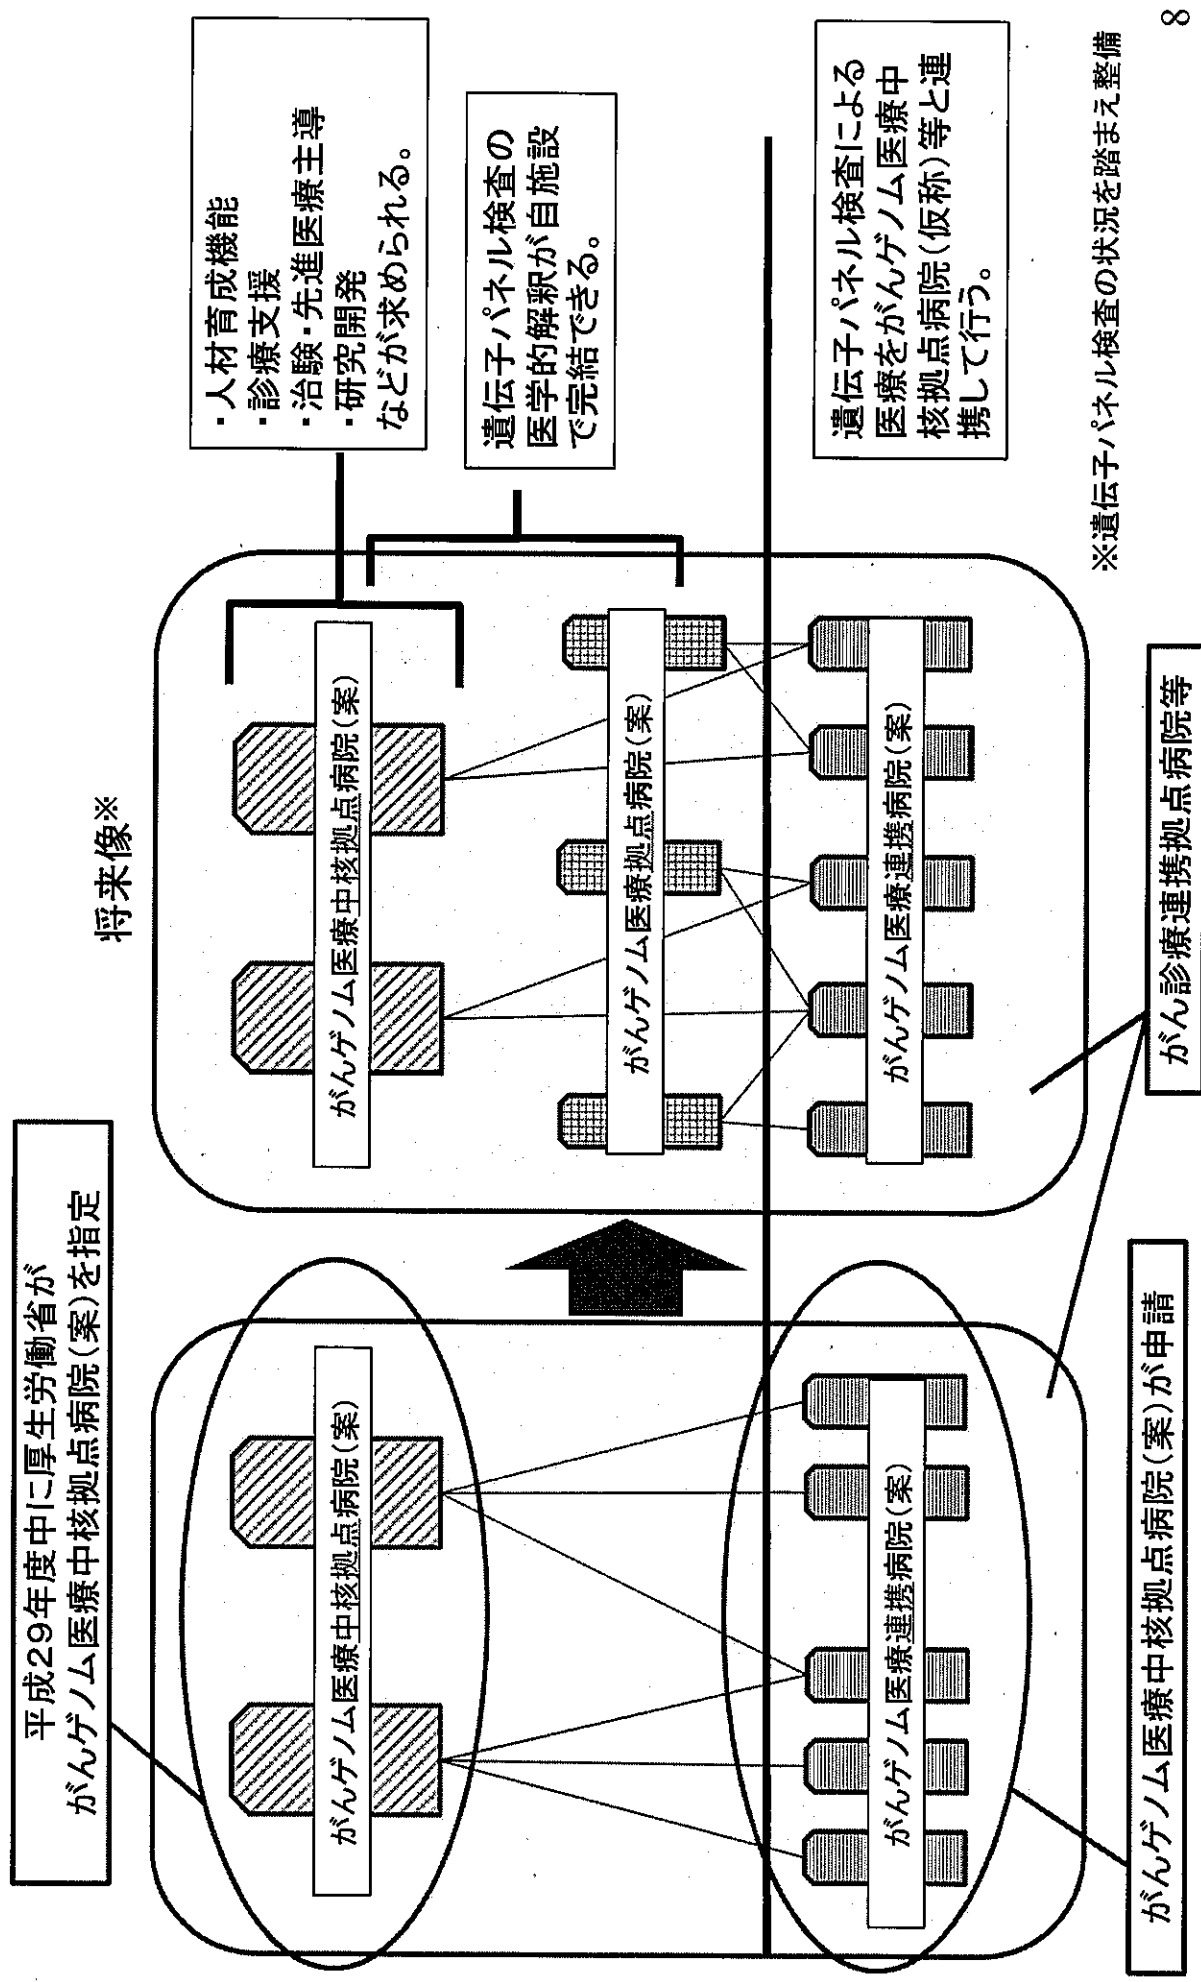 平成29年度中に厚生労働省が
がんゲノム医療中核拠点病院(案)を指定
将来像※
がんゲノム医療中核拠点病院(案)
がんゲノム医療連携病院(案)
がんゲノム医療中核拠点病院(案)
がんゲノム医療拠点病院(案)
がんゲノム医療連携病院(案)
・人材育成機能
・診療支援
・治験・先進医療主導
・研究開発
などが求められる。
遺伝子パネル検査の
医学的解釈が自施設
で完結できる。
遺伝子パネル検査による
医療をがんゲノム医療中
核拠点病院(仮称)等と連
携して行う。
がんゲノム医療中核拠点病院(案)が申請
がん診療連携拠点病院等
※遺伝子パネル検査の状況を踏まえ整備
8